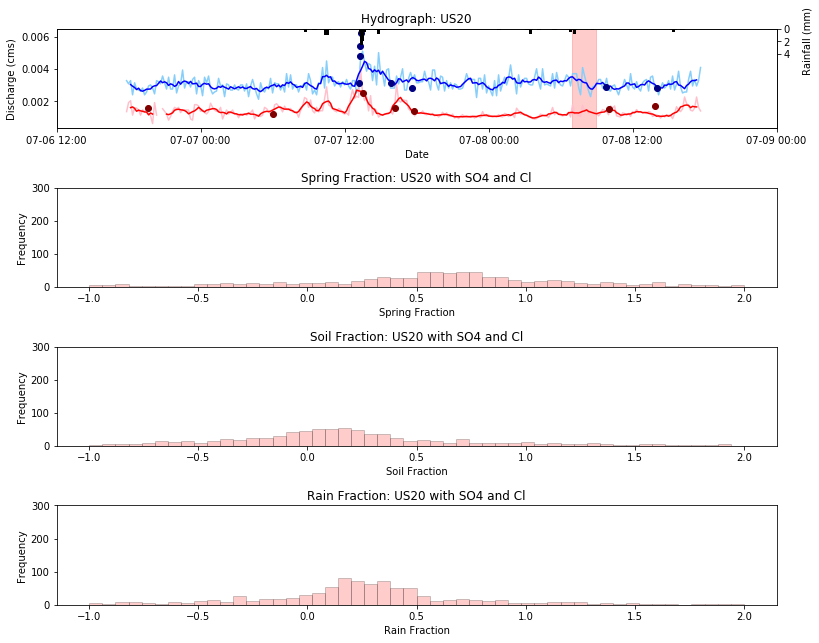 Hydrograph: US20
0.006
0.004
0.002
Discharge (cms)
0
2
4
Rainfall (mm)
07-06 12:00 07-07 00:00 07-07 12:00 07-08 00:00 07-08 12:00 07-09 00:00
Date
Spring Fraction: US20 with SO4 and Cl
300
200
100
0
Frequency
−1.0 −0.5 0.0 0.5 1.0 1.5 2.0
Spring Fraction
Soil Fraction: US20 with SO4 and Cl
300
200
100
0
Frequency
−1.0 −0.5 0.0 0.5 1.0 1.5 2.0
Soil Fraction
Rain Fraction: US20 with SO4 and Cl
300
200
100
0
Frequency
−1.0 −0.5 0.0 0.5 1.0 1.5 2.0
Rain Fraction